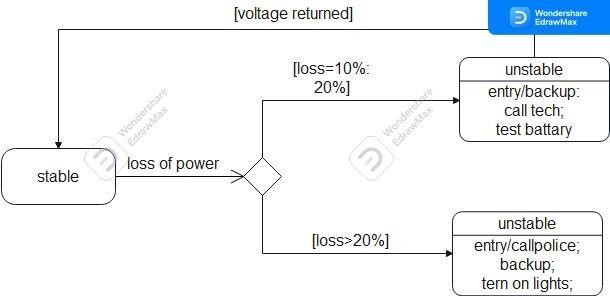 [voltage returned]
Wondershare
EdrawMax
[loss=10%:
20%]
unstable
entry/backup:
call tech;
test battary
Wondershare
EdrawMax
Wondershare
EdrawMax
stable
loss of power
[loss>20%]
unstable
entry/callpolice;
backup;
tern on lights;